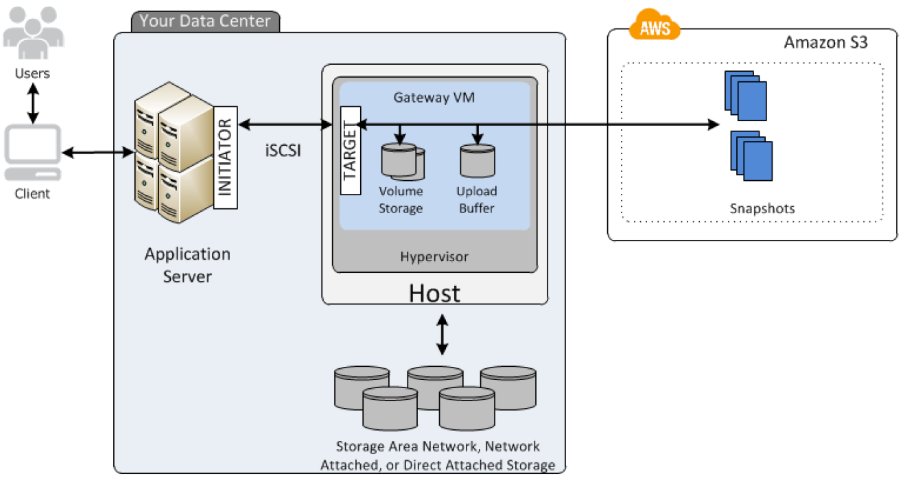 Your Data Center
AWS
Amazon S3
Users
Client
INITIATOR
iSCSI
TARGET
Gateway VM
Volume
Storage
Upload
Buffer
Snapshots
Application
Server
Hypervisor
Host
Storage Area Network, Network
Attached, or Direct Attached Storage